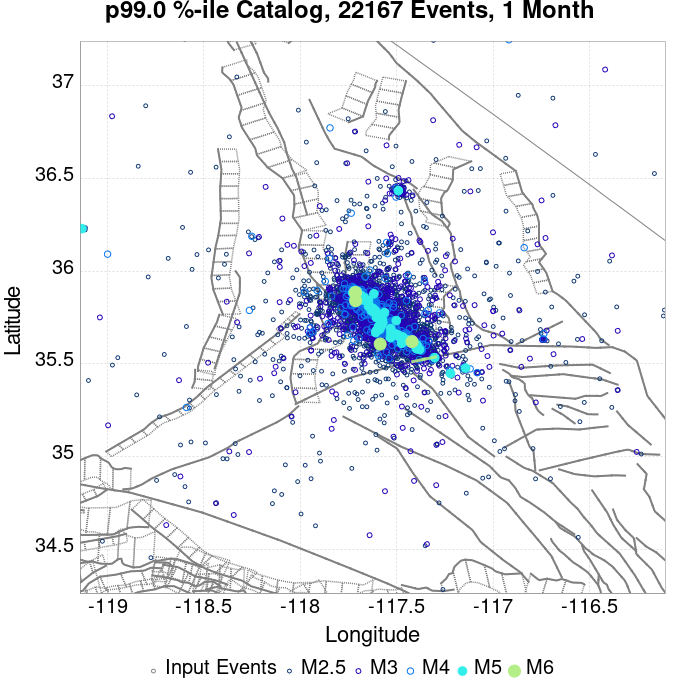 p99.0 %-ile Catalog, 22167 Events, 1 Month
37
36.5
36
35.5
35
34.5
Latitude
-119
-118.5
-118
-117.5
-117
-116.5
Longitude
Input Events
M2.5
M3
M4
M5
M6